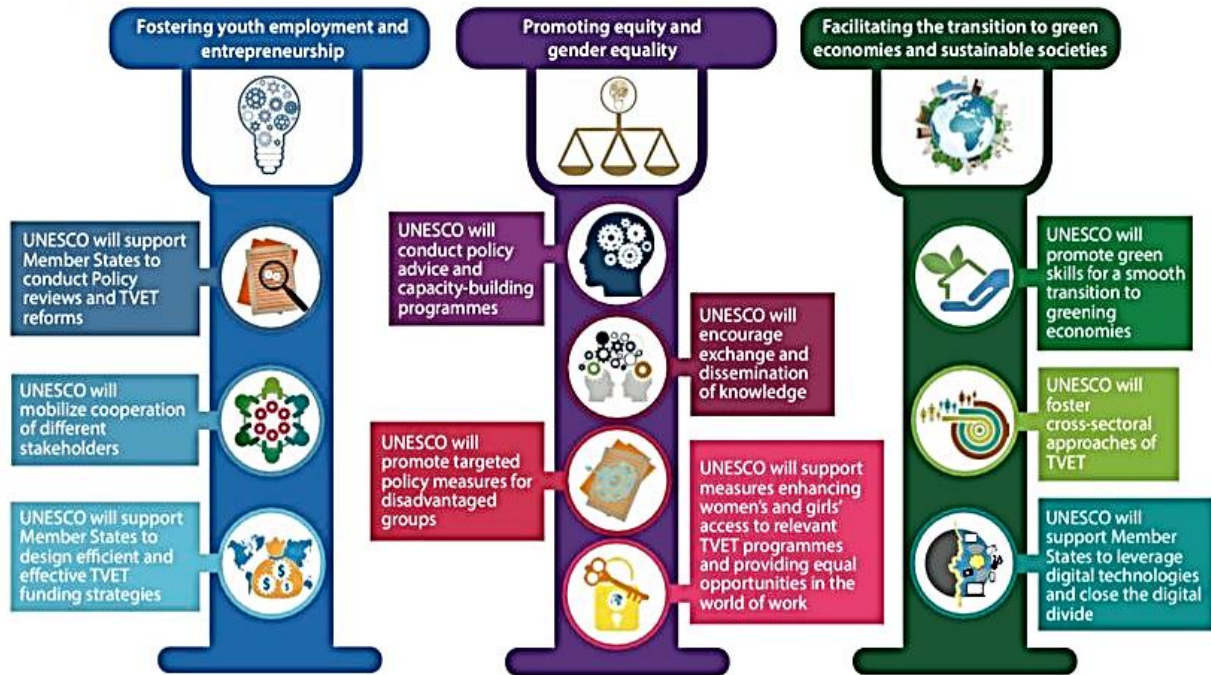 Fostering youth employment and
entrepreneurship
UNESCO will support
Member States to
conduct Policy
reviews and TVET
reforms
UNESCO will
mobilize cooperation
of different
stakeholders
UNESCO will support
Member States to
design efficient and
effective TVET
funding strategies
Promoting equity and
gender equality
UNESCO will
conduct policy
advice and
capacity-building
programmes
UNESCO will
encourage
exchange and
dissemination
of knowledge
UNESCO will
promote targeted
policy measures for
disadvantaged
groups
UNESCO will support
measures enhancing
women's and girls'
access to relevant
TVET programmes
and providing equal
opportunities in the
world of work
Facilitating the transition to green
economies and sustainable societies
UNESCO will
promote green
skills for a smooth
transition to
greening
economies
UNESCO will
foster
cross-sectoral
approaches of
TVET
UNESCO will
support Member
States to leverage
digital technologies
and close the digital
divide
$
$ $